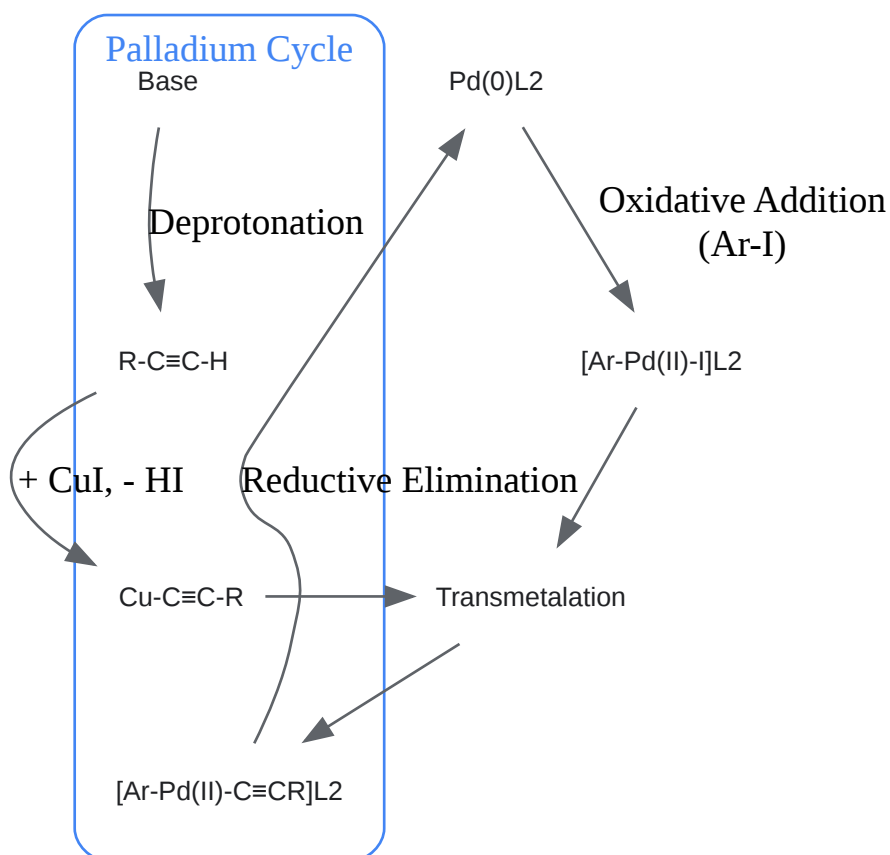 Palladium Cycle
Base
Pd(0)L2
Deprotonation
Oxidative Addition
(Ar-I)
R-C≡C-H
[Ar-Pd(II)-I]L2
+ CuI, - HI
Reductive Elimination
Cu-C≡C-R
Transmetalation
[Ar-Pd(II)-C≡CR]L2